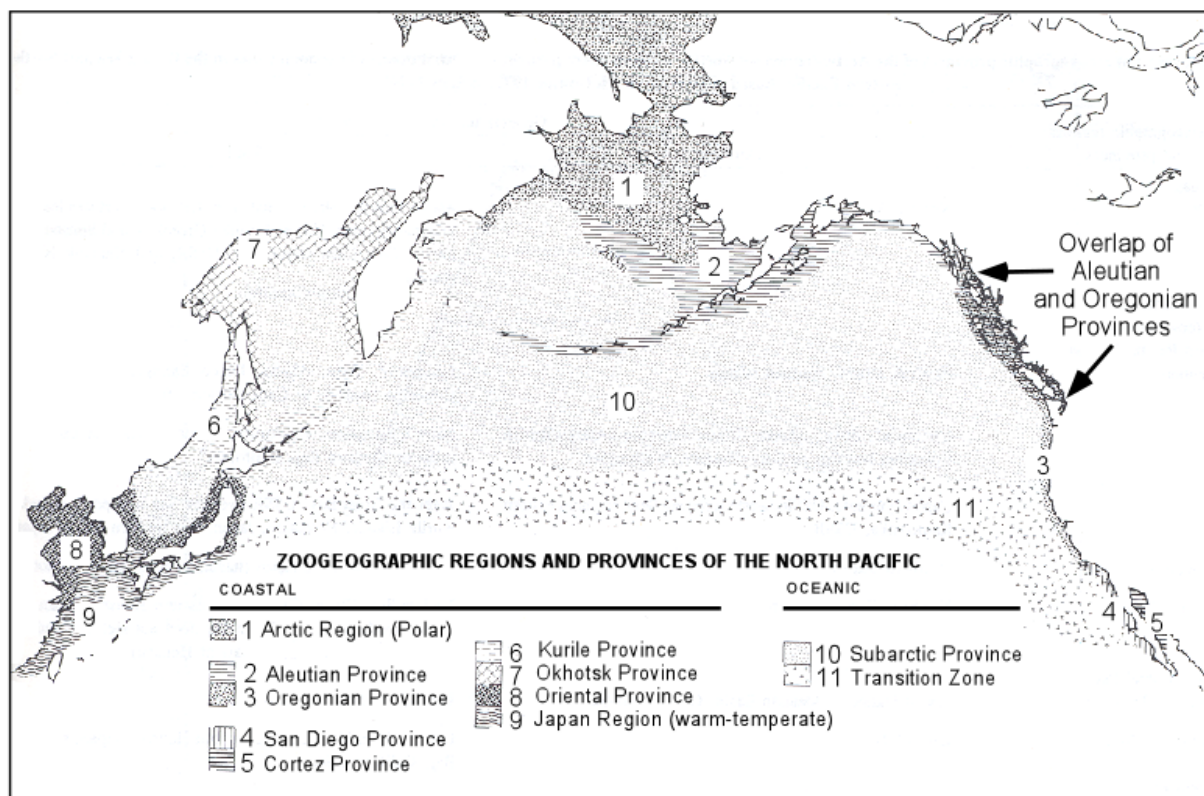 1
7
2
Overlap of
Aleutian
and Oregonian
Provinces
10
6
3
11
8
ZOOGEOGRAPHIC REGIONS AND PROVINCES OF THE NORTH PACIFIC
COASTAL
OCEANIC
9
4
5
1 Arctic Region (Polar)
2 Aleutian Province
3 Oregonian Province
4 San Diego Province
5 Cortez Province
6 Kurile Province
7 Okhotsk Province
8 Oriental Province
9 Japan Region (warm-temperate)
10 Subarctic Province
11 Transition Zone